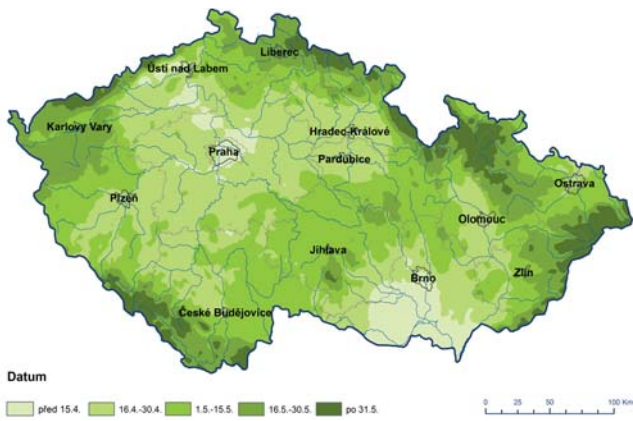 Liberec
Ústí nad Labem
Karlovy Vary
Hradec Králové
Praha
Pardubice
Ostrava
Plzeň
Olomouc
Jihlava
Brno
Zlín
České Budějovice
Datum
před 15.4. 16.4.-30.4. 1.5.-15.5. 16.5.-30.5. po 31.5.
0 25 50 100 Km